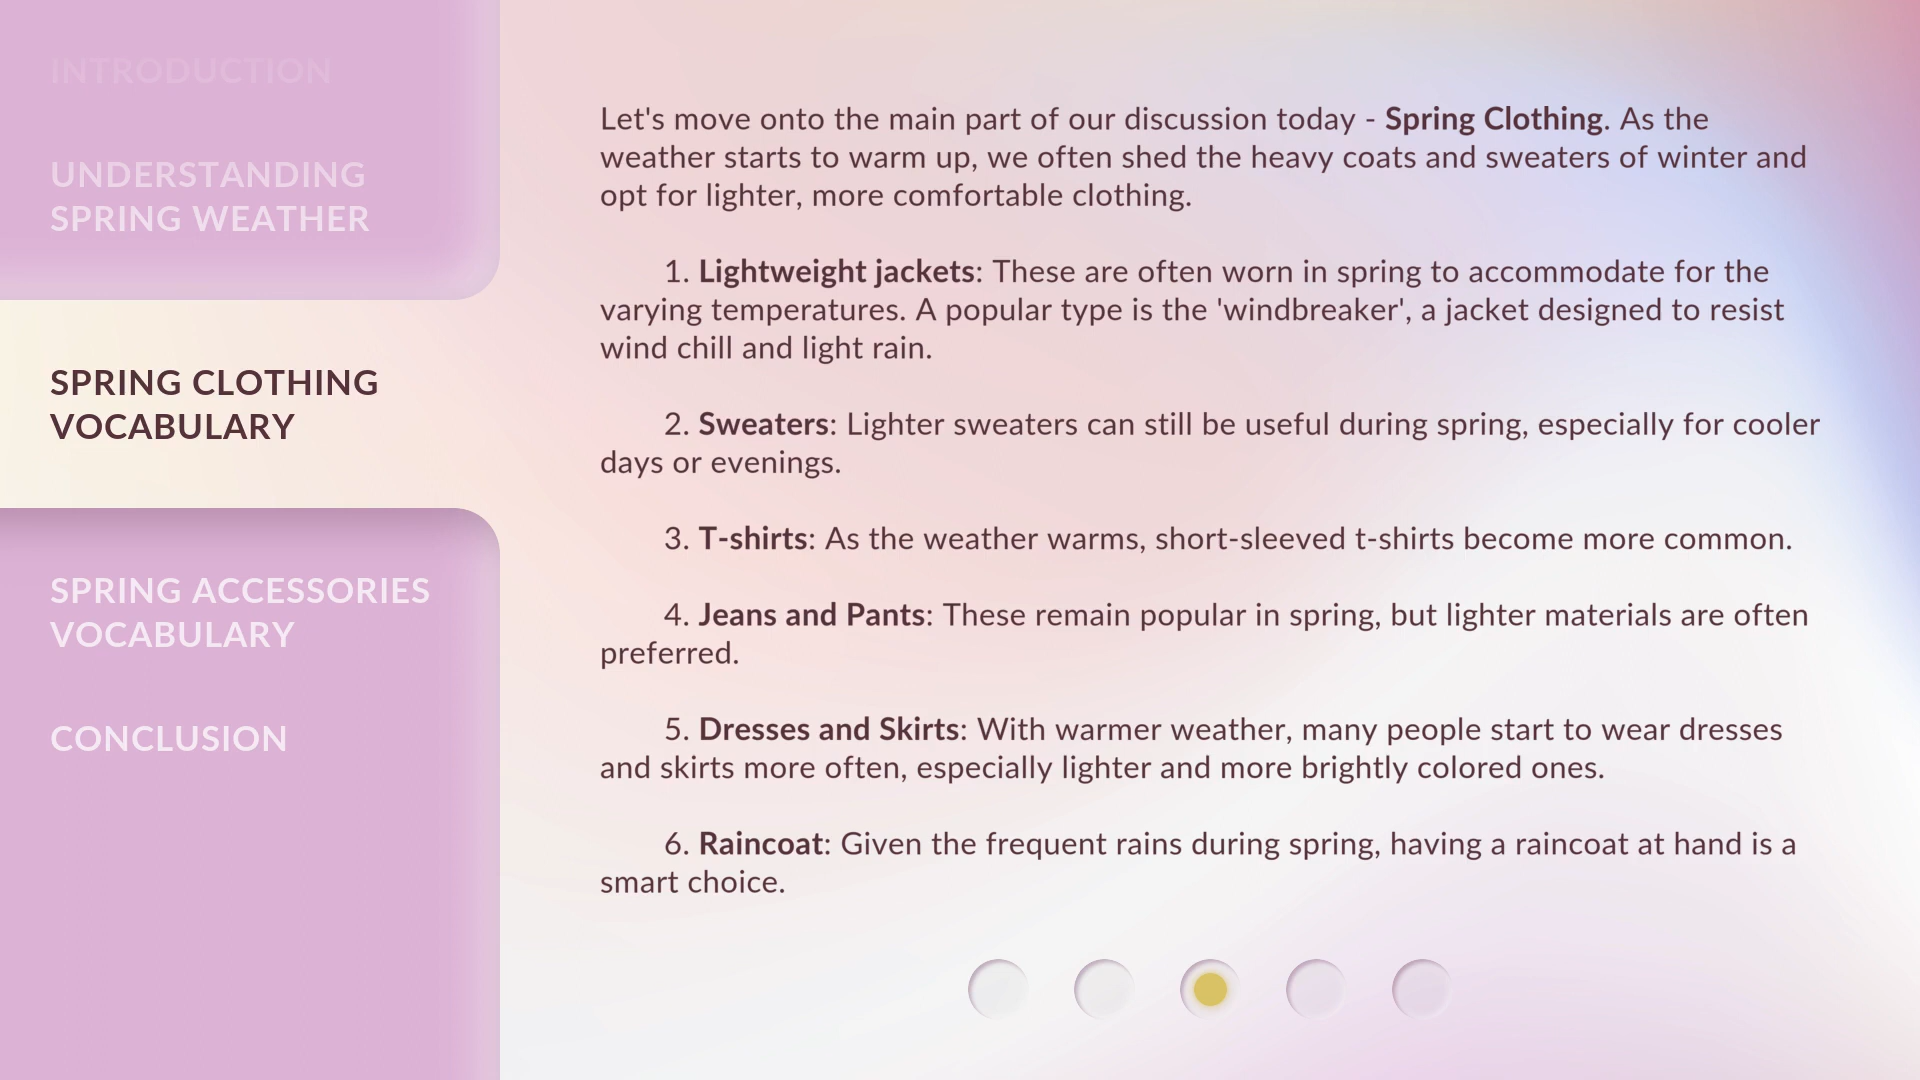 INTRODUCTION
UNDERSTANDING
SPRING WEATHER
SPRING CLOTHING
VOCABULARY
SPRING ACCESSORIES
VOCABULARY
CONCLUSION
Let's move onto the main part of our discussion today - Spring Clothing. As the
weather starts to warm up, we often shed the heavy coats and sweaters of winter and
opt for lighter, more comfortable clothing.
1. Lightweight jackets: These are often worn in spring to accommodate for the
varying temperatures. A popular type is the 'windbreaker', a jacket designed to resist
wind chill and light rain.
2. Sweaters: Lighter sweaters can still be useful during spring, especially for cooler
days or evenings.
3. T-shirts: As the weather warms, short-sleeved t-shirts become more common.
4. Jeans and Pants: These remain popular in spring, but lighter materials are often
preferred.
5. Dresses and Skirts: With warmer weather, many people start to wear dresses
and skirts more often, especially lighter and more brightly colored ones.
6. Raincoat: Given the frequent rains during spring, having a raincoat at hand is a
smart choice.